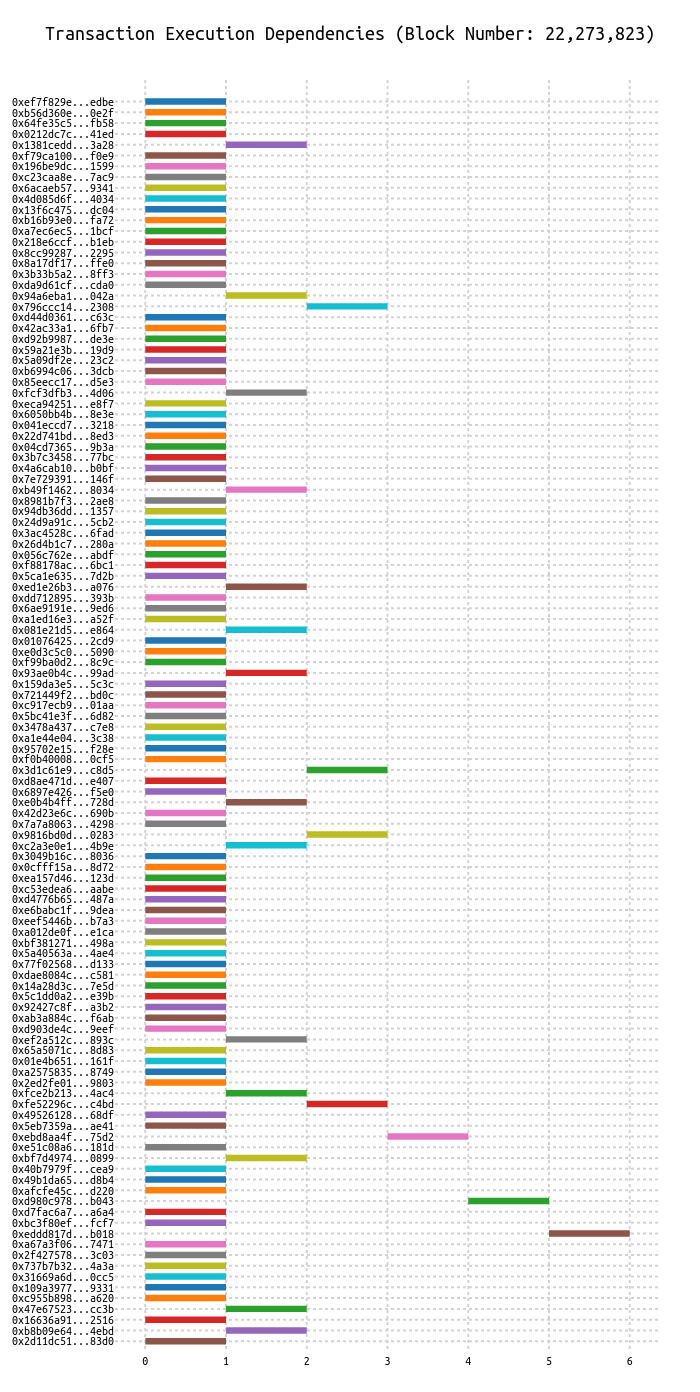 Transaction Execution Dependencies (Block Number: 22,273,823)
0xef7f829e...edbe
0xb56d360e...0e2f
0x64fe35c5...fb58
0x0212dc7c...41ed
0x1381cedd...3a28
0xf79ca100...f0e9
0x196be9dc...1599
0xc23caa8e...7ac9
0x6acaeb57...9341
0x4d085d6f...4034
0x13f6c475...dc04
0xb16b93e0...fa72
0xa7ec6ec5...1bcf
0x218e6ccf...b1eb
0x8cc99287...2295
0x8a17df17...ffe0
0x3b33b5a2...8ff3
0xda9d61cf...cda0
0x94a6eba1...042a
0x796ccc14...2308
0xd44d0361...c63c
0x42ac33a1...6fb7
0xd92b9987...de3e
0x59a21e3b...19d9
0x5a09df2e...23c2
0xb6994c06...3dcb
0x85eecc17...d5e3
0xfcf3dfb3...4d06
0xeca94251...e8f7
0x6050bb4b...8e3e
0x041eccd7...3218
0x22d741bd...8ed3
0x04cd7365...9b3a
0x3b7c3458...77bc
0x4a6cab10...b0bf
0x7e729391...146f
0xb49f1462...8034
0x8981b7f3...2ae8
0x94db36dd...1357
0x24d9a91c...5cb2
0x3ac4528c...6fad
0x26d4b1c7...280a
0x056c762e...abdf
0xf88178ac...6bc1
0x5ca1e635...7d2b
0xed1e26b3...a076
0xdd712895...393b
0x6ae9191e...9ed6
0xa1ed16e3...a52f
0x081e21d5...e864
0x01076425...2cd9
0xe0d3c5c0...5090
0xf99ba0d2...8c9c
0x93ae0b4c...99ad
0x159da3e5...5c3c
0x721449f2...bd0c
0xc917ecb9...01aa
0x5bc41e3f...6d82
0x3478a437...c7e8
0xa1e44e04...3c38
0x95702e15...f28e
0xf0b40008...0cf5
0x3d1c61e9...c8d5
0xd8ae471d...e407
0x6897e426...f5e0
0xe0b4b4ff...728d
0x42d23e6c...690b
0x7a7a8063...4298
0x9816bd0d...0283
0xc2a3e0e1...4b9e
0x3049b16c...8036
0x0cfff15a...8d72
0xea157d46...123d
0xc53edea6...aabe
0xd4776b65...487a
0xe6babc1f...9dea
0xeef5446b...b7a3
0xa012de0f...e1ca
0xbf381271...498a
0x5a40563a...4ae4
0x77f02568...d133
0xdae8084c...c581
0x14a28d3c...7e5d
0x5c1dd0a2...e39b
0x92427c8f...a3b2
0xab3a884c...f6ab
0xd903de4c...9eef
0xef2a512c...893c
0x65a5071c...8d83
0x01e4b651...161f
0xa2575835...8749
0x2ed2fe01...9803
0xfce2b213...4ac4
0xfe52296c...c4bd
0x49526128...68df
0x5eb7359a...ae41
0xebd8aa4f...75d2
0xe51c08a6...181d
0xbf7d4974...0899
0x40b7979f...cea9
0x49b1da65...d8b4
0xafcfe45c...d220
0xd980c978...b043
0xd7fac6a7...a6a4
0xbc3f80ef...fcf7
0xeddd817d...b018
0xa67a3f06...7471
0x2f427578...3c03
0x737b7b32...4a3a
0x31669a6d...0cc5
0x109a3977...9331
0xc955b898...a620
0x47e67523...cc3b
0x16636a91...2516
0xb8b09e64...4ebd
0x2d11dc51...83d0
0 1 2 3 4 5 6